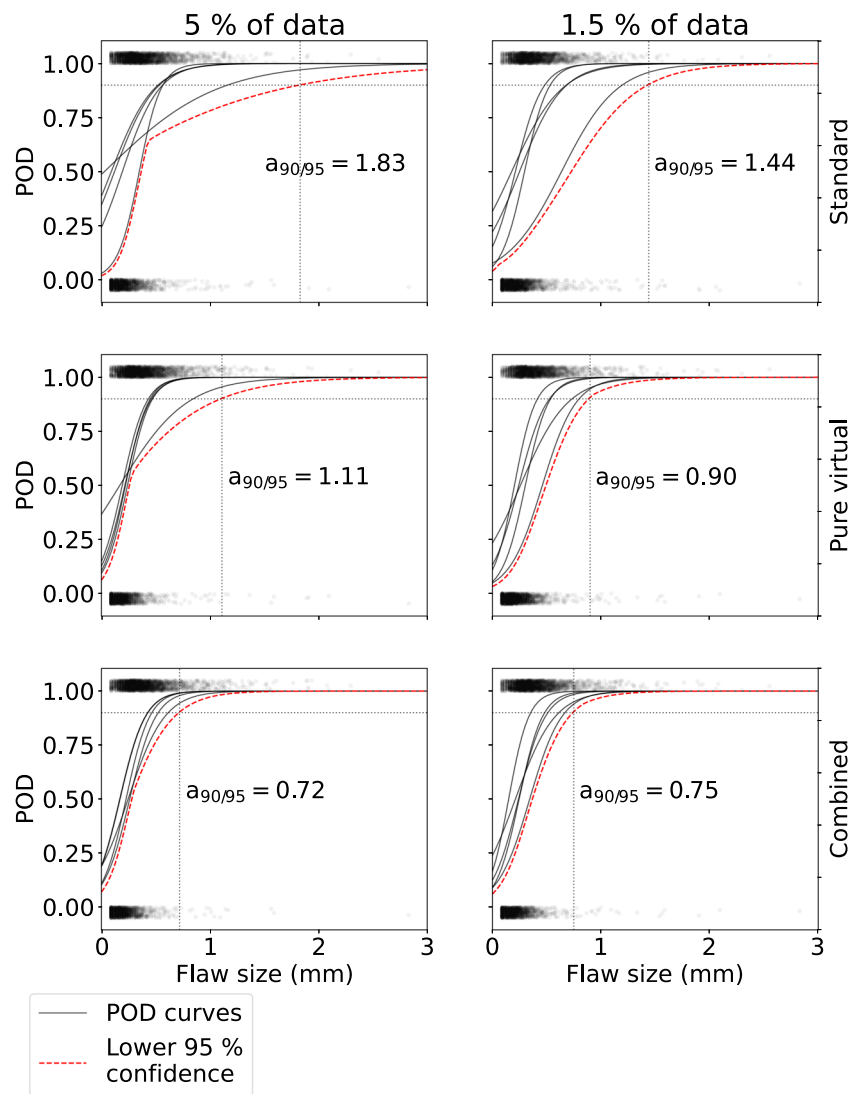 5 % of data
1.5 % of data
1.00
0.75
0.50
0.25
0.00
POD
a90/95 = 1.83
a90/95 = 1.44
Standard
1.00
0.75
0.50
0.25
0.00
POD
a90/95 = 1.11
a90/95 = 0.90
Pure virtual
1.00
0.75
0.50
0.25
0.00
POD
a90/95 = 0.72
a90/95 = 0.75
Combined
0 1 2 3
0 1 2 3
Flaw size (mm)
Flaw size (mm)
POD curves
Lower 95 %
confidence